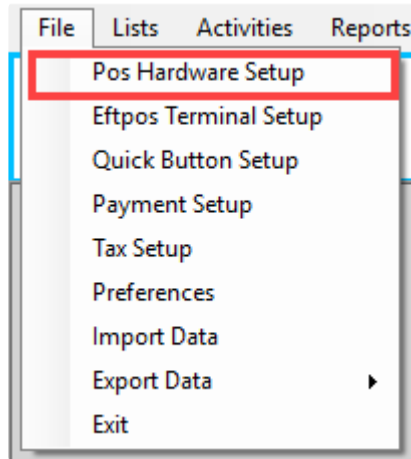 File Lists Activities Reports
Pos Hardware Setup
Eftpos Terminal Setup
Quick Button Setup
Payment Setup
Tax Setup
Preferences
Import Data
Export Data
Exit